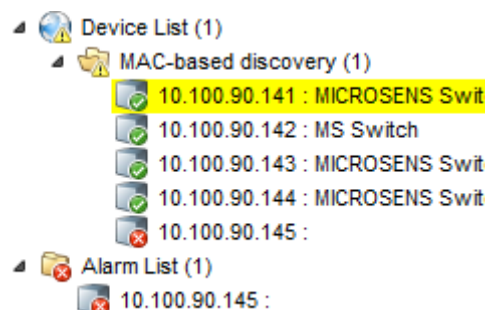 Device List (1)
MAC-based discovery (1)
10.100.90.141 : MICROSENS Swit
10.100.90.142 : MS Switch
10.100.90.143 : MICROSENS Swit
10.100.90.144 : MICROSENS Swit
10.100.90.145 :
Alarm List (1)
10.100.90.145 :